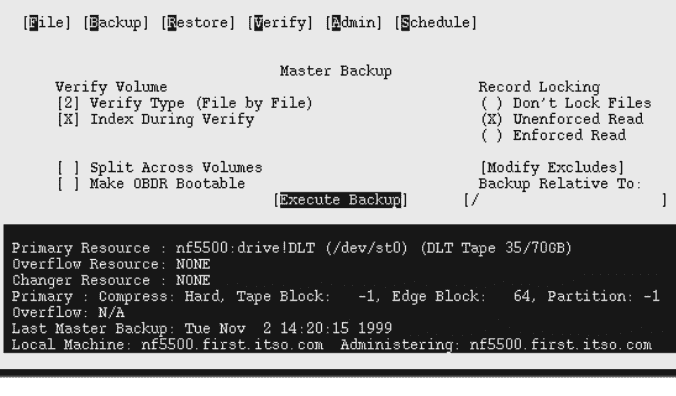 [File] [Backup] [Restore] [Verify] [Admin] [Schedule]
Master Backup
Verify Volume Record Locking
[2] Verify Type (File by File) ( ) Don't Lock Files
[X] Index During Verify (X) Unenforced Read
( ) Enforced Read
[ ] Split Across Volumes [Modify Excludes]
[ ] Make OBDR Bootable Backup Relative To:
[Execute Backup] [/ ]
Primary Resource : nf5500:drive!DLT (/dev/st0) (DLT Tape 35/70GB)
Overflow Resource: NONE
Changer Resource : NONE
Primary : Compress: Hard, Tape Block: -1, Edge Block: 64, Partition: -1
Overflow: N/A
Last Master Backup: Tue Nov 2 14:20:15 1999
Local Machine: nf5500.first.itso.com Administering: nf5500.first.itso.com